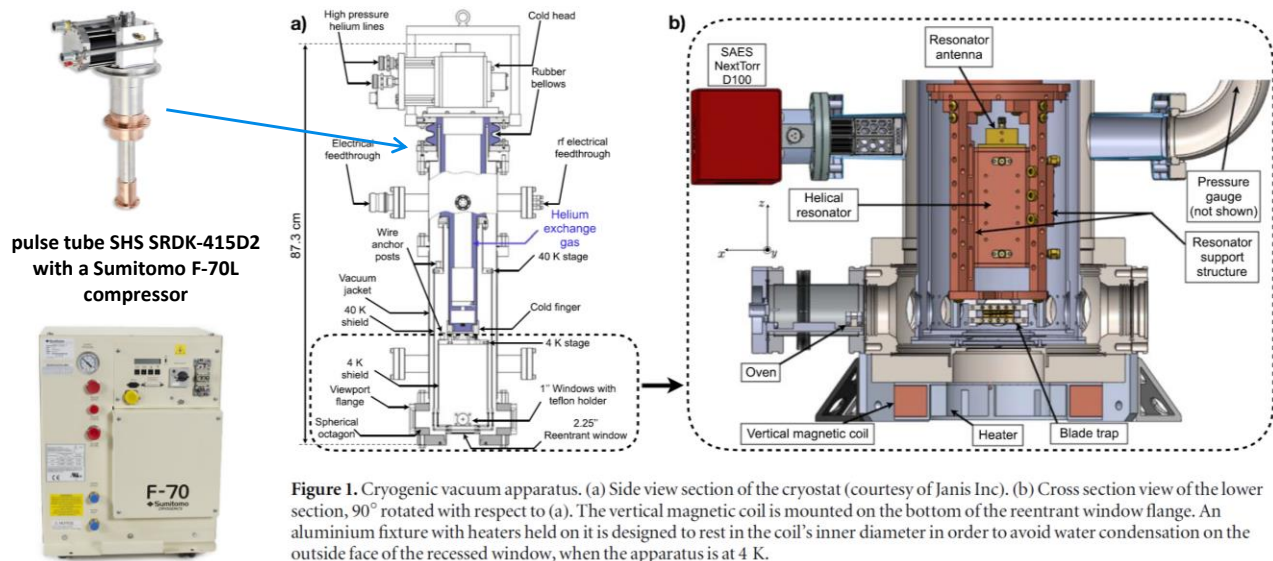 a)
High pressure
helium lines
Cold head
Rubber
bellows
Electrical
feedthrough
rf electrical
feedthrough
87.3 cm
Helium
exchange
gas
Wire
anchor
posts
40 K stage
Vacuum
jacket
40 K
shield
Cold finger
4 K stage
4 K
shield
Viewport
flange
1'' Windows with
teflon holder
Spherical
octagon
2.25''
Reentrant window
pulse tube SHS SRDK-415D2
with a Sumitomo F-70L
compressor
F-70
Sumitomo
b)
SAES
NextTorr
D100
Resonator
antenna
Helical
resonator
Pressure
gauge
(not shown)
Resonator
support
structure
z
x
y
Oven
Vertical magnetic coil
Heater
Blade trap
Figure 1. Cryogenic vacuum apparatus. (a) Side view section of the cryostat (courtesy of Janis Inc). (b) Cross section view of the lower
section, 90° rotated with respect to (a). The vertical magnetic coil is mounted on the bottom of the reentrant window flange. An
aluminium fixture with heaters held on it is designed to rest in the coil's inner diameter in order to avoid water condensation on the
outside face of the recessed window, when the apparatus is at 4 K.